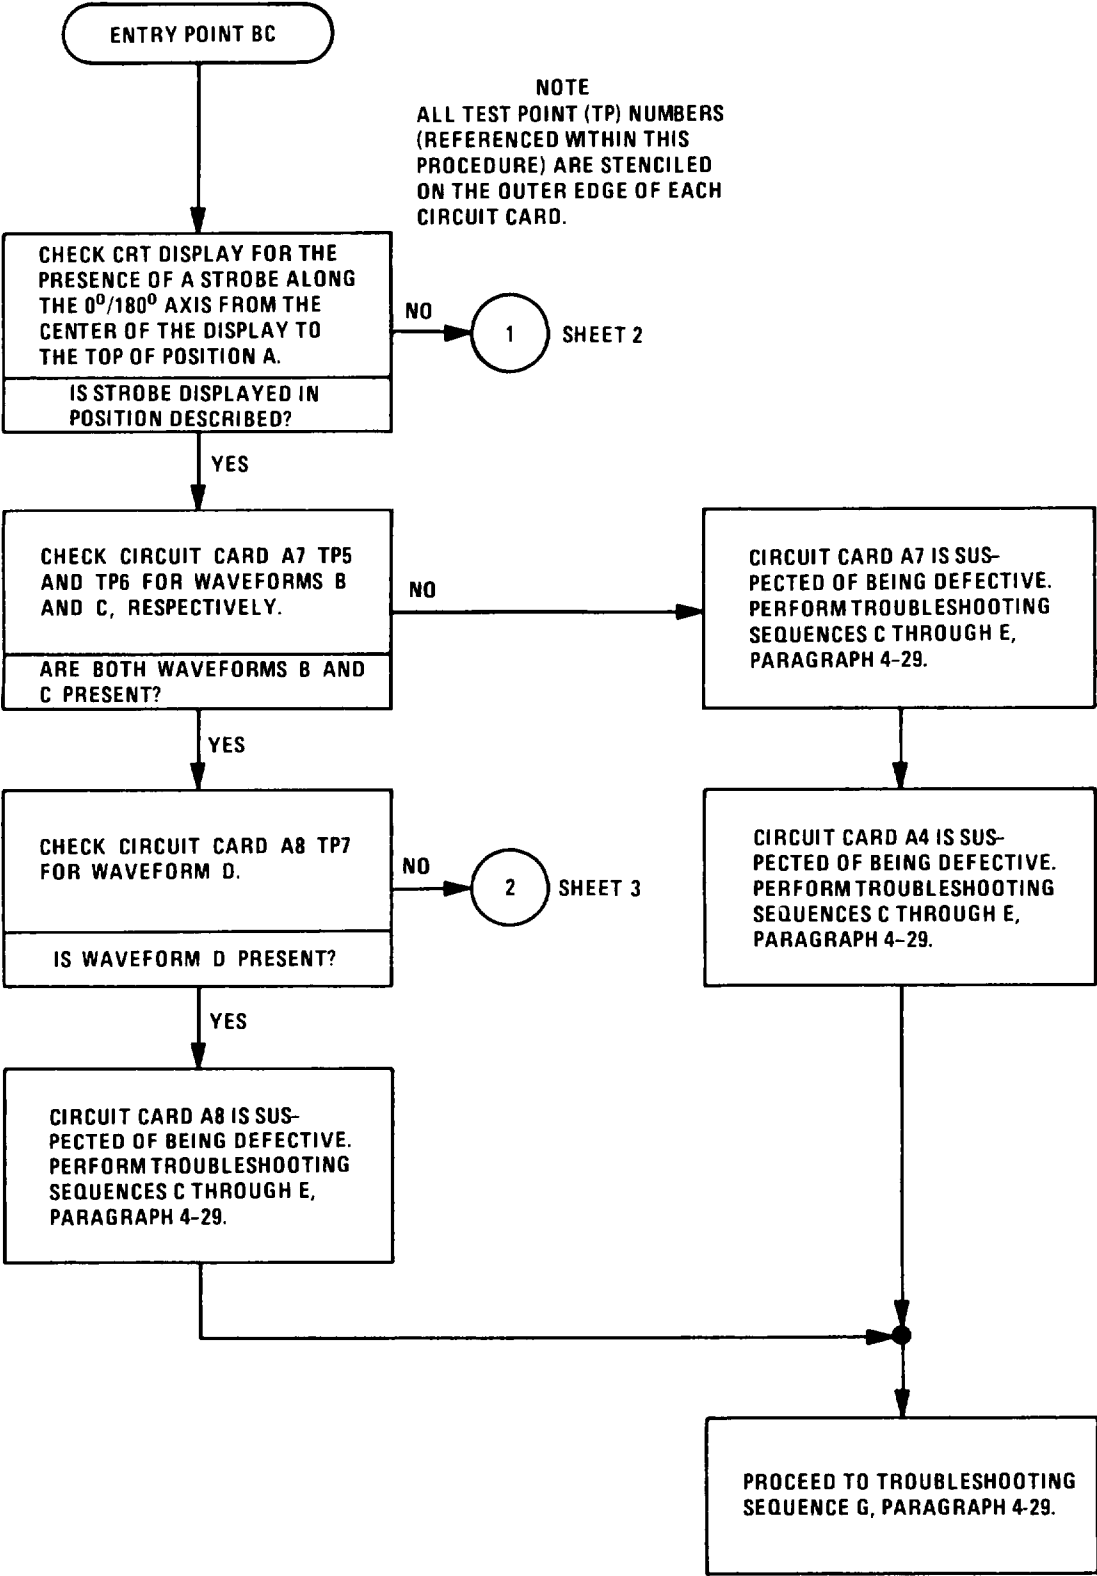 ENTRY POINT BC
NOTE
ALL TEST POINT (TP) NUMBERS
(REFERENCED WITHIN THIS
PROCEDURE) ARE STENCILED
ON THE OUTER EDGE OF EACH
CIRCUIT CARD.
CHECK CRT DISPLAY FOR THE
PRESENCE OF A STROBE ALONG
THE 0⁰/180⁰ AXIS FROM THE
CENTER OF THE DISPLAY TO
THE TOP OF POSITION A.
IS STROBE DISPLAYED IN
POSITION DESCRIBED?
NO
1
SHEET 2
YES
CHECK CIRCUIT CARD A7 TP5
AND TP6 FOR WAVEFORMS B
AND C, RESPECTIVELY.
ARE BOTH WAVEFORMS B AND
C PRESENT?
NO
CIRCUIT CARD A7 IS SUS-
PECTED OF BEING DEFECTIVE.
PERFORM TROUBLESHOOTING
SEQUENCES C THROUGH E,
PARAGRAPH 4-29.
YES
CHECK CIRCUIT CARD A8 TP7
FOR WAVEFORM D.
IS WAVEFORM D PRESENT?
NO
2
SHEET 3
CIRCUIT CARD A4 IS SUS-
PECTED OF BEING DEFECTIVE.
PERFORM TROUBLESHOOTING
SEQUENCES C THROUGH E,
PARAGRAPH 4-29.
YES
CIRCUIT CARD A8 IS SUS-
PECTED OF BEING DEFECTIVE.
PERFORM TROUBLESHOOTING
SEQUENCES C THROUGH E,
PARAGRAPH 4-29.
PROCEED TO TROUBLESHOOTING
SEQUENCE G, PARAGRAPH 4-29.